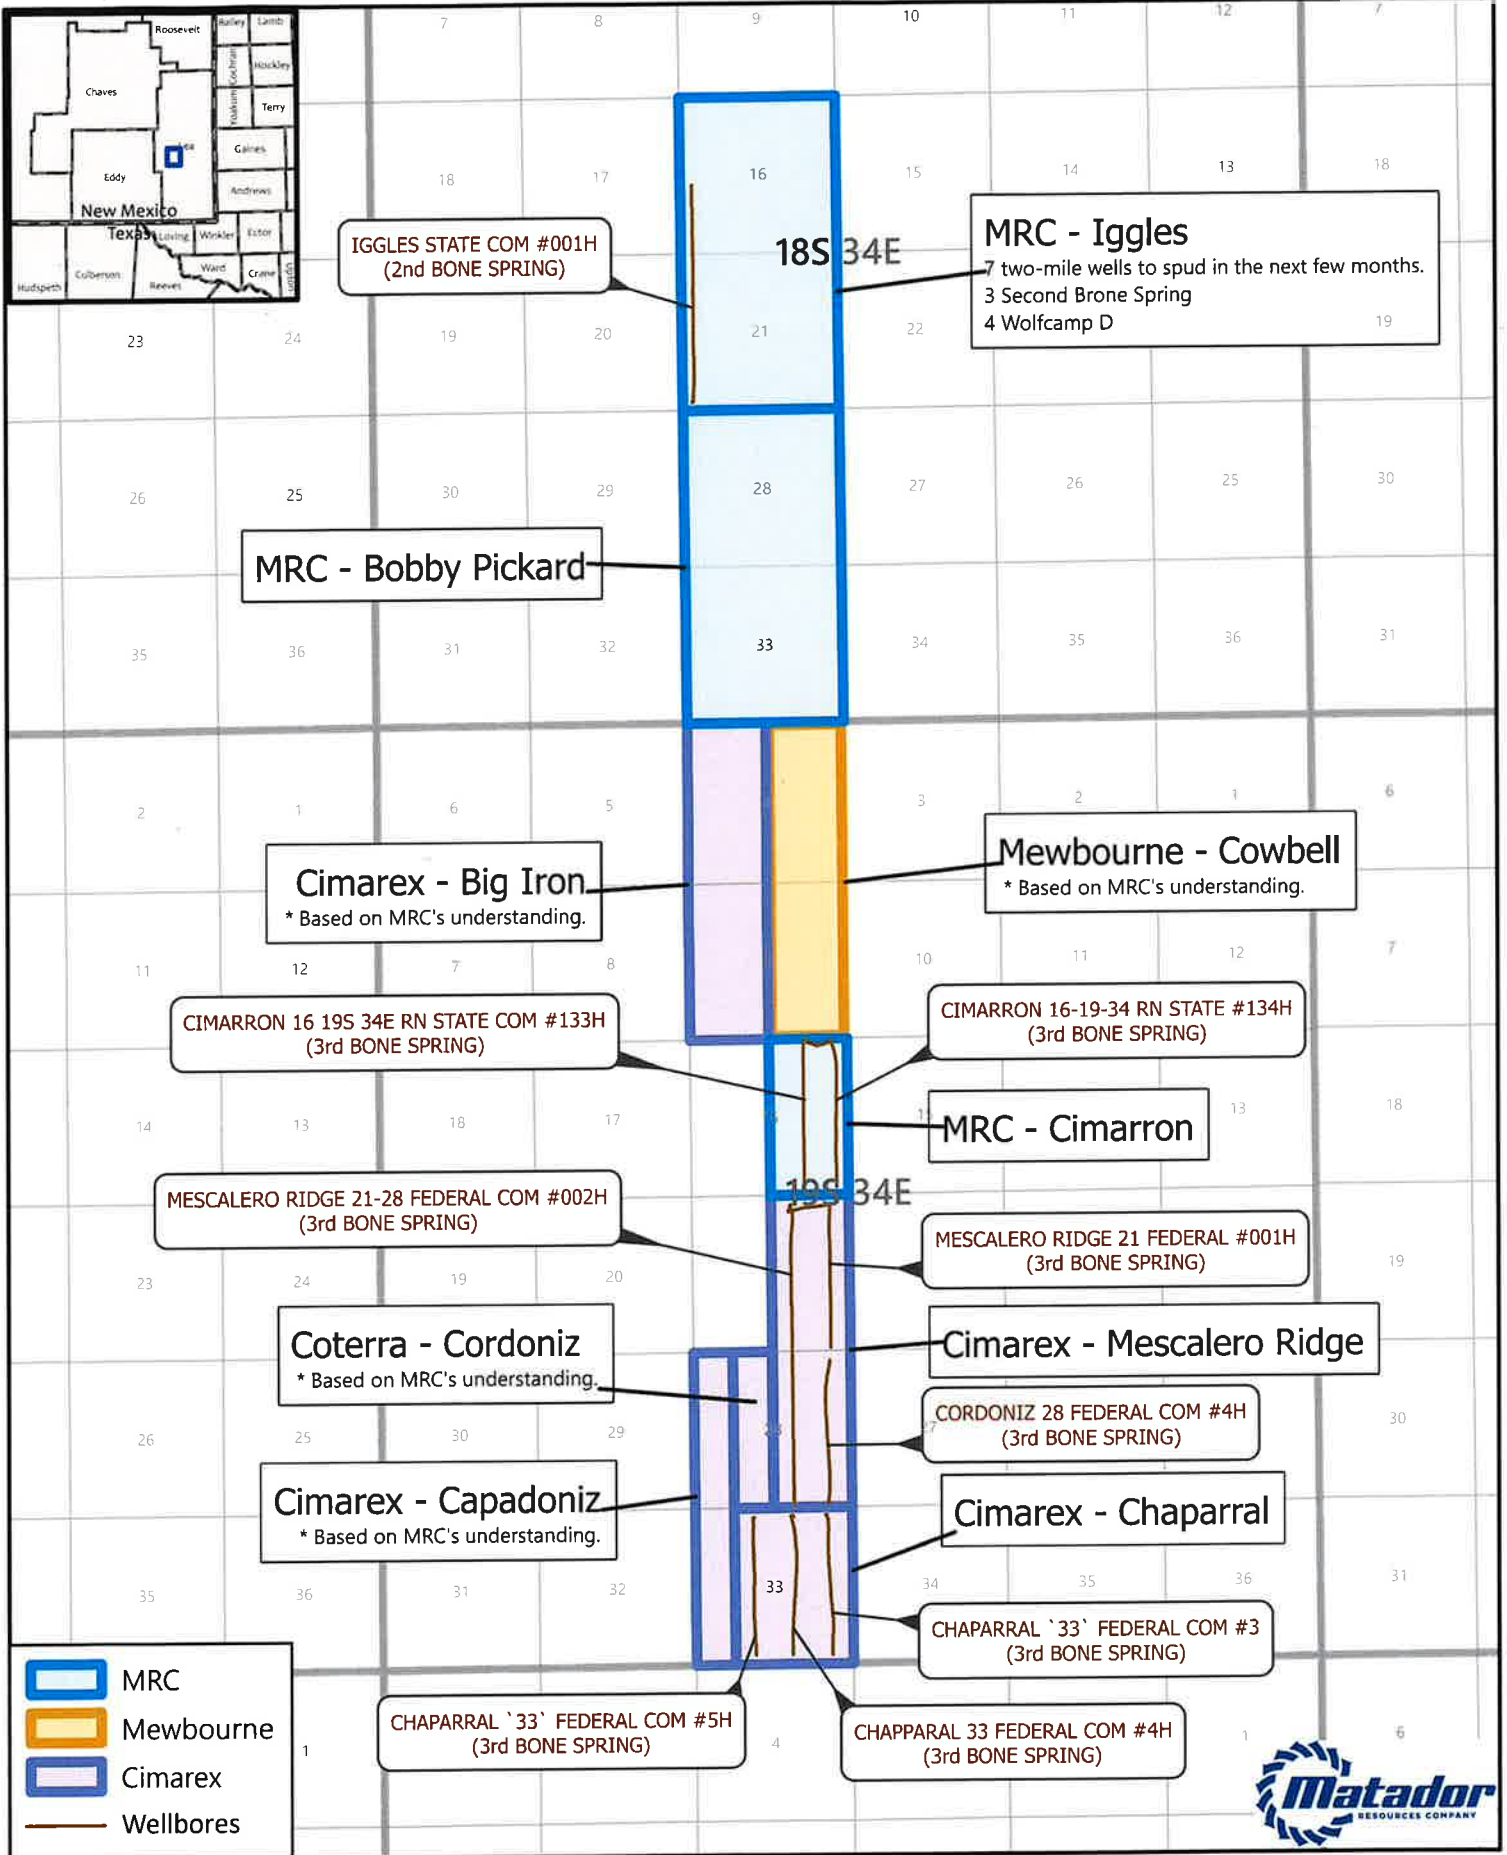 7 8 9 10 11 12 7
Roosevelt Bailey Lamb
Chaves Cochran Hockley
Yoakum Terry
Lea Gaines
Eddy Andrews
New Mexico
Texas Loving Winkler Ector
Hudspeth Culberson Reeves Ward Crane Upton
18 17 16 15 14 13 18
IGGLES STATE COM #001H
(2nd BONE SPRING)
18S 34E
MRC - Iggles
7 two-mile wells to spud in the next few months.
3 Second Brone Spring
4 Wolfcamp D
23 24 19 20 21 22 19
26 25 30 29 28 27 26 25 30
MRC - Bobby Pickard
35 36 31 32 33 34 35 36 31
2 1 6 5 3 2 1 6
Cimarex - Big Iron
* Based on MRC's understanding.
Mewbourne - Cowbell
* Based on MRC's understanding.
11 12 7 8 10 11 12 7
CIMARRON 16 19S 34E RN STATE COM #133H
(3rd BONE SPRING)
CIMARRON 16-19-34 RN STATE #134H
(3rd BONE SPRING)
14 13 18 17 13 18
MRC - Cimarron
19S 34E
MESCALERO RIDGE 21-28 FEDERAL COM #002H
(3rd BONE SPRING)
MESCALERO RIDGE 21 FEDERAL #001H
(3rd BONE SPRING)
23 24 19 20 19
Coterra - Cordoniz
* Based on MRC's understanding.
Cimarex - Mescalero Ridge
CORDONIZ 28 FEDERAL COM #4H
(3rd BONE SPRING)
26 25 30 29 28 27 30
Cimarex - Capadoniz
* Based on MRC's understanding.
Cimarex - Chaparral
35 36 31 32 33 34 35 36 31
CHAPARRAL `33` FEDERAL COM #3
(3rd BONE SPRING)
CHAPARRAL `33` FEDERAL COM #5H
(3rd BONE SPRING)
CHAPPARAL 33 FEDERAL COM #4H
(3rd BONE SPRING)
1 4 1 6
MRC
Mewbourne
Cimarex
Wellbores
Matador
RESOURCES COMPANY